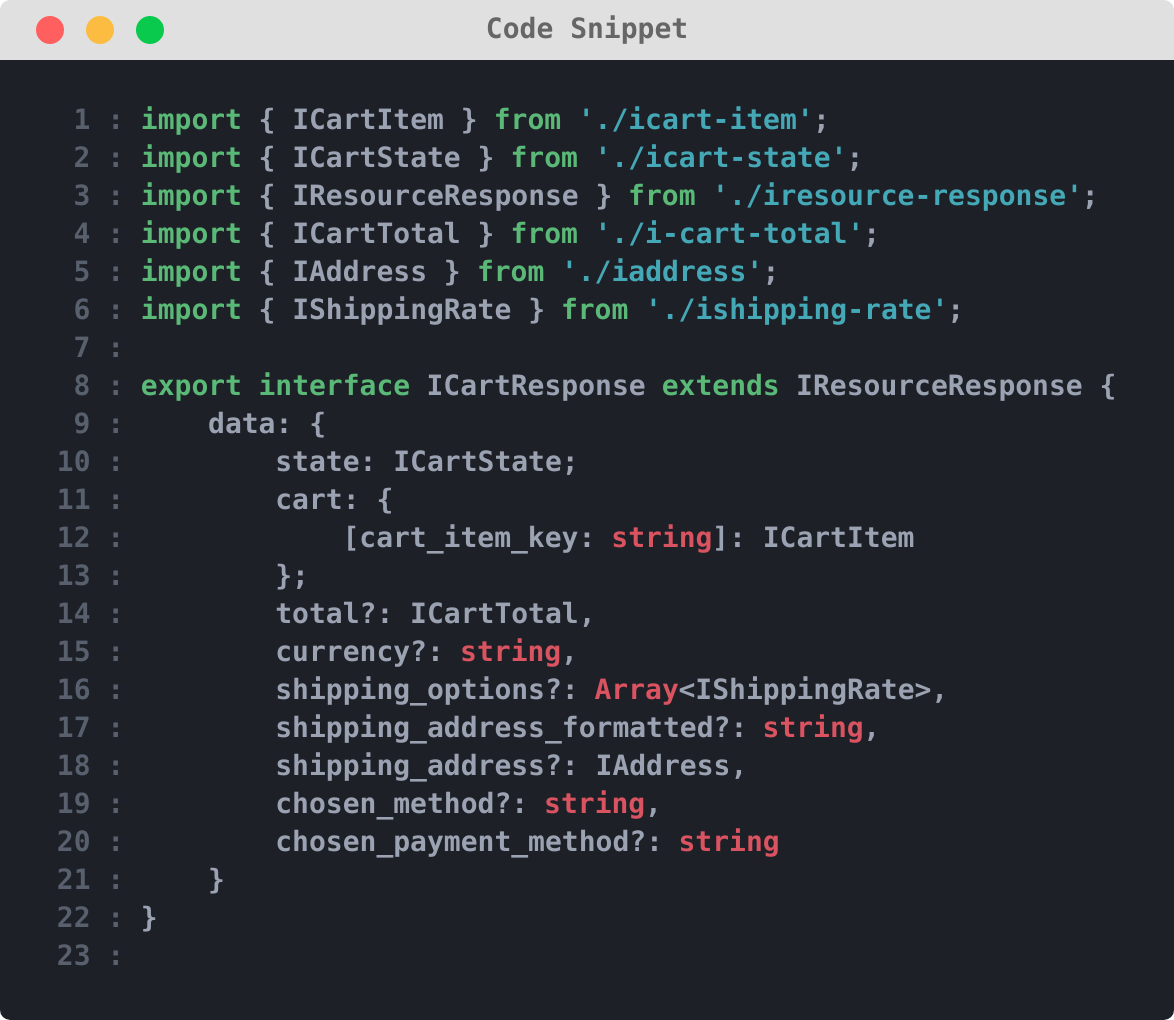 Code Snippet
1 : import { ICartItem } from './icart-item';
2 : import { ICartState } from './icart-state';
3 : import { IResourceResponse } from './iresource-response';
4 : import { ICartTotal } from './i-cart-total';
5 : import { IAddress } from './iaddress';
6 : import { IShippingRate } from './ishipping-rate';
7 :
8 : export interface ICartResponse extends IResourceResponse {
9 :     data: {
10 :         state: ICartState;
11 :         cart: {
12 :             [cart_item_key: string]: ICartItem
13 :         };
14 :         total?: ICartTotal,
15 :         currency?: string,
16 :         shipping_options?: Array<IShippingRate>,
17 :         shipping_address_formatted?: string,
18 :         shipping_address?: IAddress,
19 :         chosen_method?: string,
20 :         chosen_payment_method?: string
21 :     }
22 : }
23 :